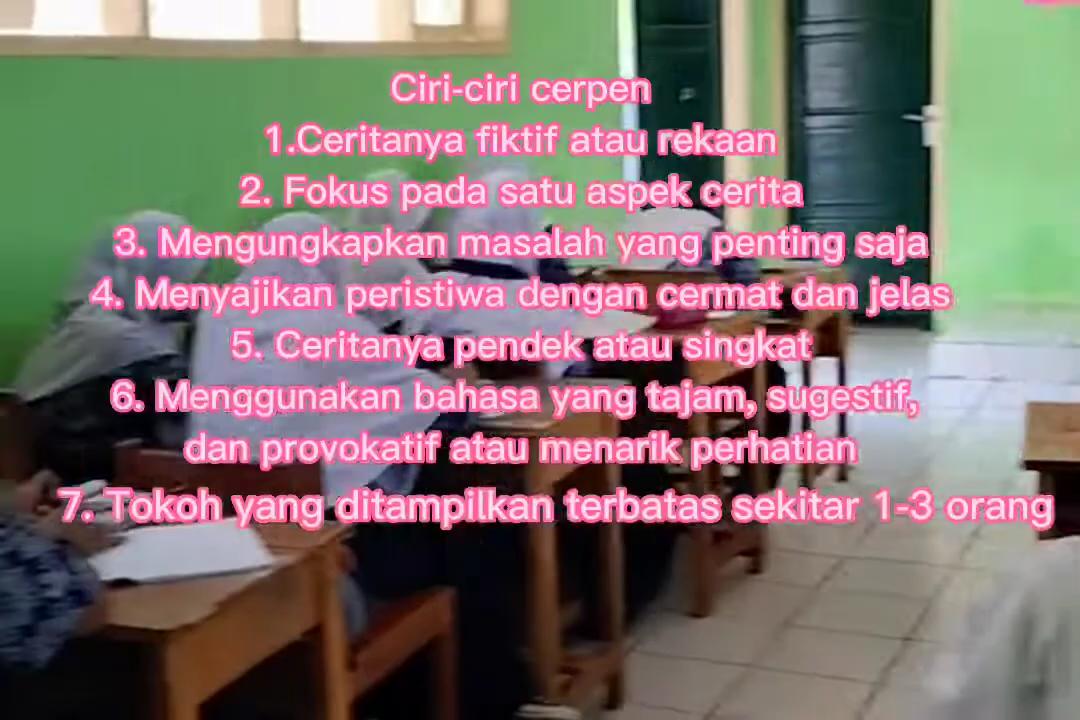 Ciri-ciri cerpen
1.Ceritanya fiktif atau rekaan
2. Fokus pada satu aspek cerita
3. Mengungkapkan masalah yang penting saja
4. Menyajikan peristiwa dengan cermat dan jelas
5. Ceritanya pendek atau singkat
6. Menggunakan bahasa yang tajam, sugestif,
dan provokatif atau menarik perhatian
7. Tokoh yang ditampilkan terbatas sekitar 1-3 orang